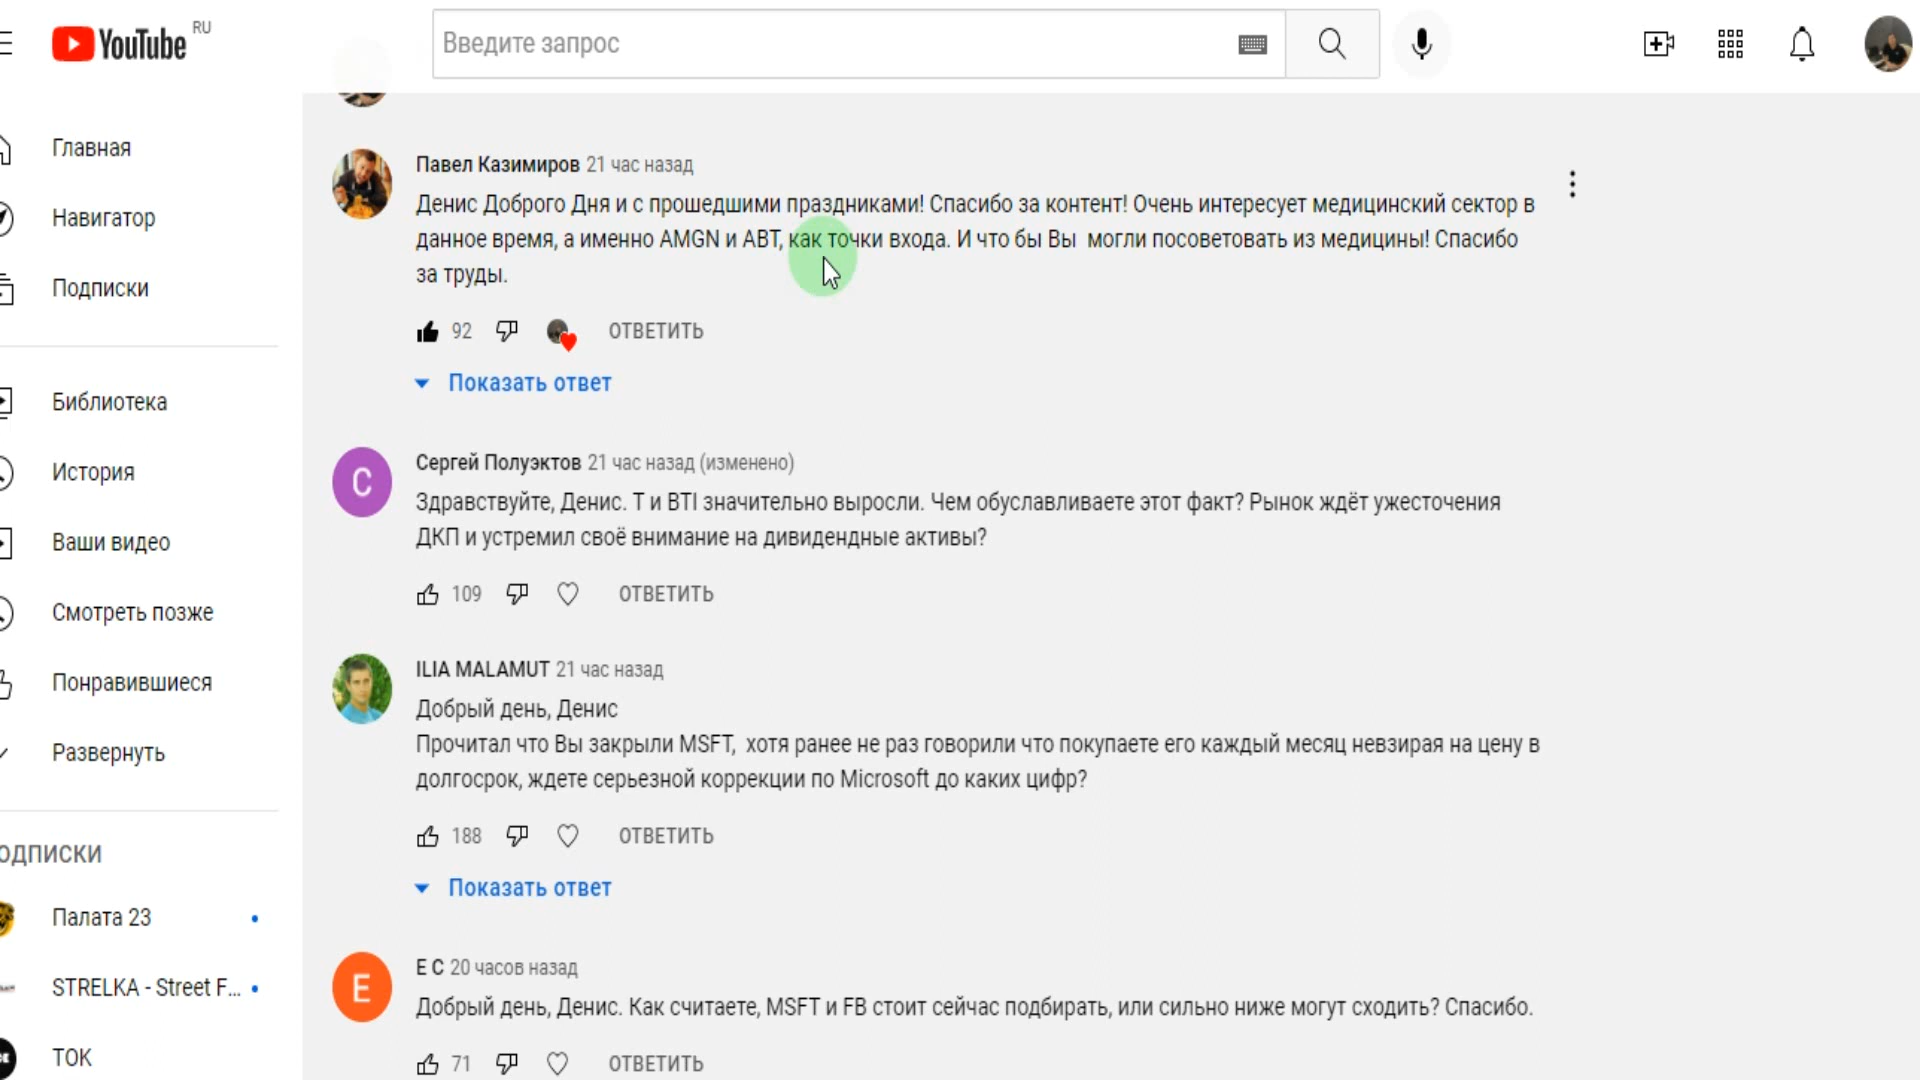 YouTube RU
Введите запрос
Главная
Навигатор
Подписки
Библиотека
История
Ваши видео
Смотреть позже
Понравившиеся
Развернуть
одписки
Палата 23
STRELKA - Street F...
ТОК
Павел Казимиров 21 час назад
Денис Доброго Дня и с прошедшими праздниками! Спасибо за контент! Очень интересует медицинский сектор в
данное время, а именно AMGN и ABT, как точки входа. И что бы Вы могли посоветовать из медицины! Спасибо
за труды.
92 ОТВЕТИТЬ
Показать ответ
С
Сергей Полуэктов 21 час назад (изменено)
Здравствуйте, Денис. T и BTI значительно выросли. Чем обуславливаете этот факт? Рынок ждёт ужесточения
ДКП и устремил своё внимание на дивидендные активы?
109 ОТВЕТИТЬ
ILIA MALAMUT 21 час назад
Добрый день, Денис
Прочитал что Вы закрыли MSFT, хотя ранее не раз говорили что покупаете его каждый месяц невзирая на цену в
долгосрок, ждете серьезной коррекции по Microsoft до каких цифр?
188 ОТВЕТИТЬ
Показать ответ
E
E C 20 часов назад
Добрый день, Денис. Как считаете, MSFT и FB стоит сейчас подбирать, или сильно ниже могут сходить? Спасибо.
71 ОТВЕТИТЬ